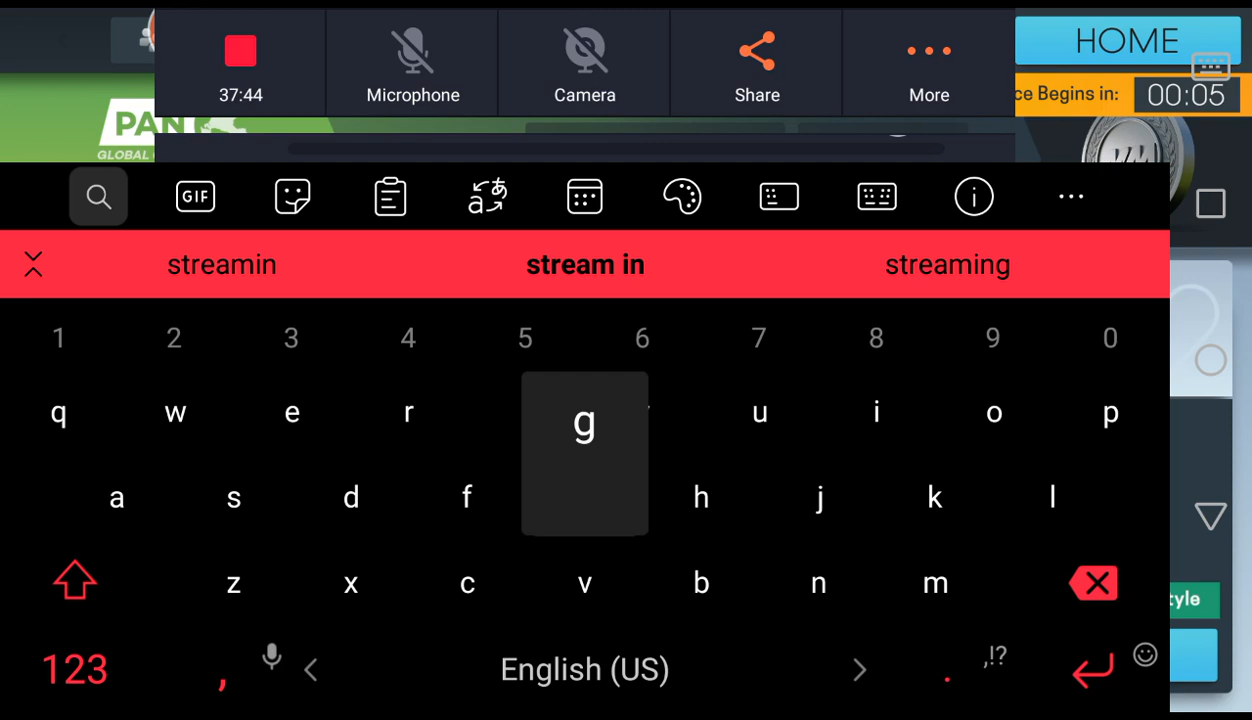 HOME
37:44
Microphone
Camera
Share
More
ce Begins in:
00:05
PAN
GLOBAL
GIF
streamin
stream in
streaming
1 2 3 4 5 6 7 8 9 0
q w e r u i o p
g
a s d f h j k l
z x c v b n m
tyle
123 , English (US) . ,!?